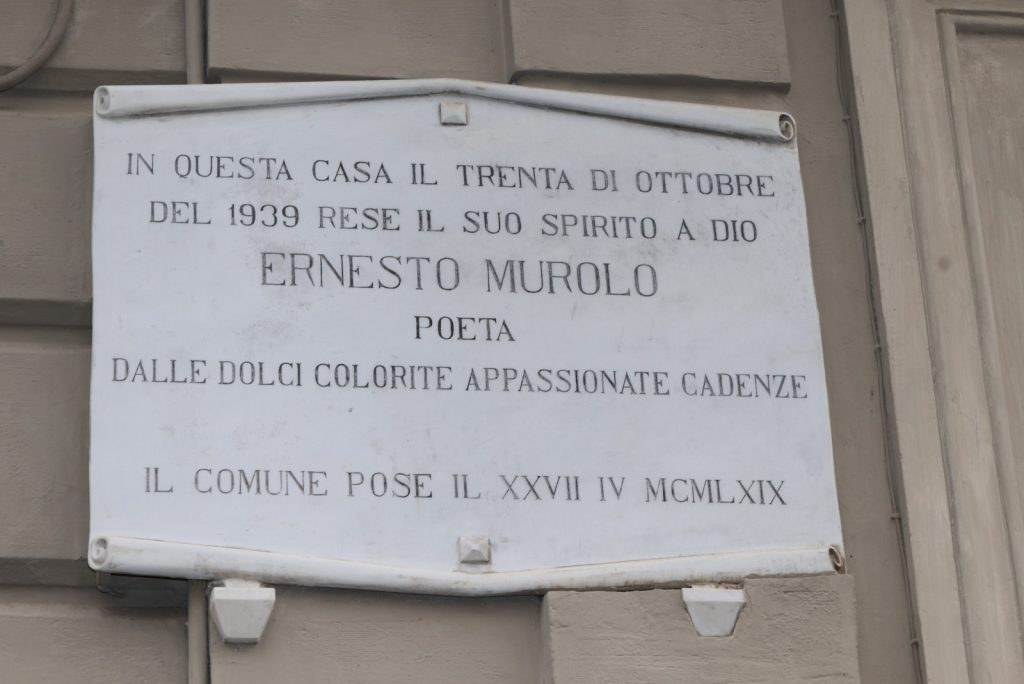 IN QUESTA CASA IL TRENTA DI OTTOBRE
DEL 1939 RESE IL SUO SPIRITO A DIO
ERNESTO MUROLO
POETA
DALLE DOLCI COLORITE APPASSIONATE CADENZE
IL COMUNE POSE IL XXVII IV MCMLXIX